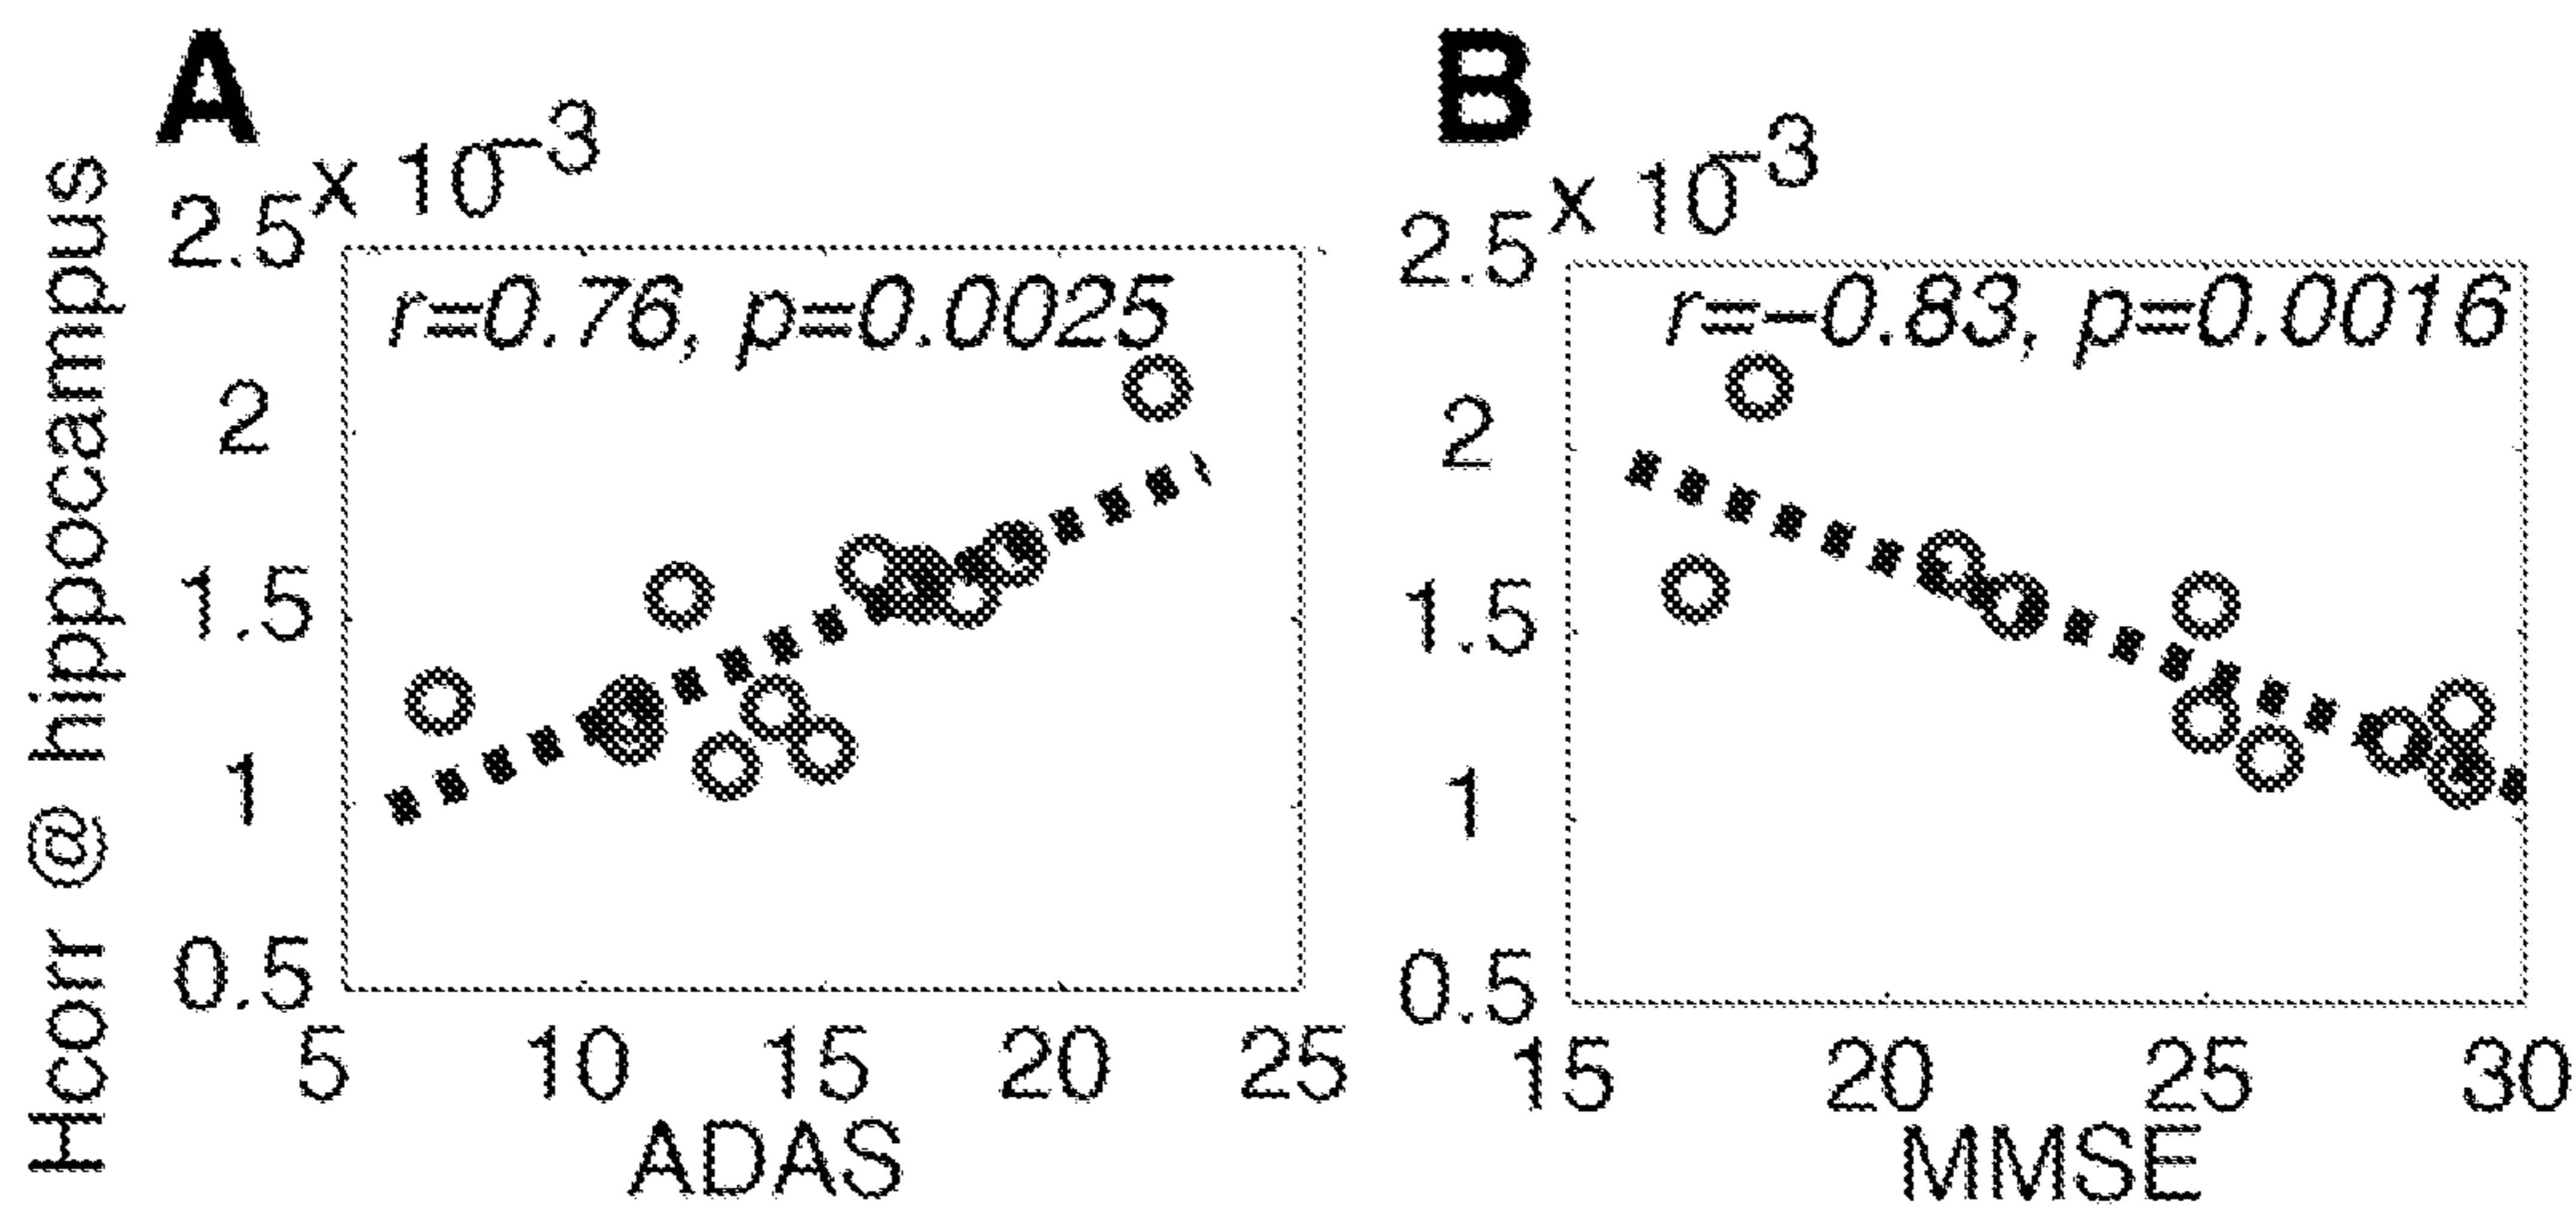 A
B
x 10^-3
x 10^-3
Hcorr @ hippocampus
2.5
2
1.5
1
0.5
r=0.76, p=0.0025
5 10 15 20 25
ADAS
2.5
2
1.5
1
0.5
r=-0.83, p=0.0016
15 20 25 30
MMSE